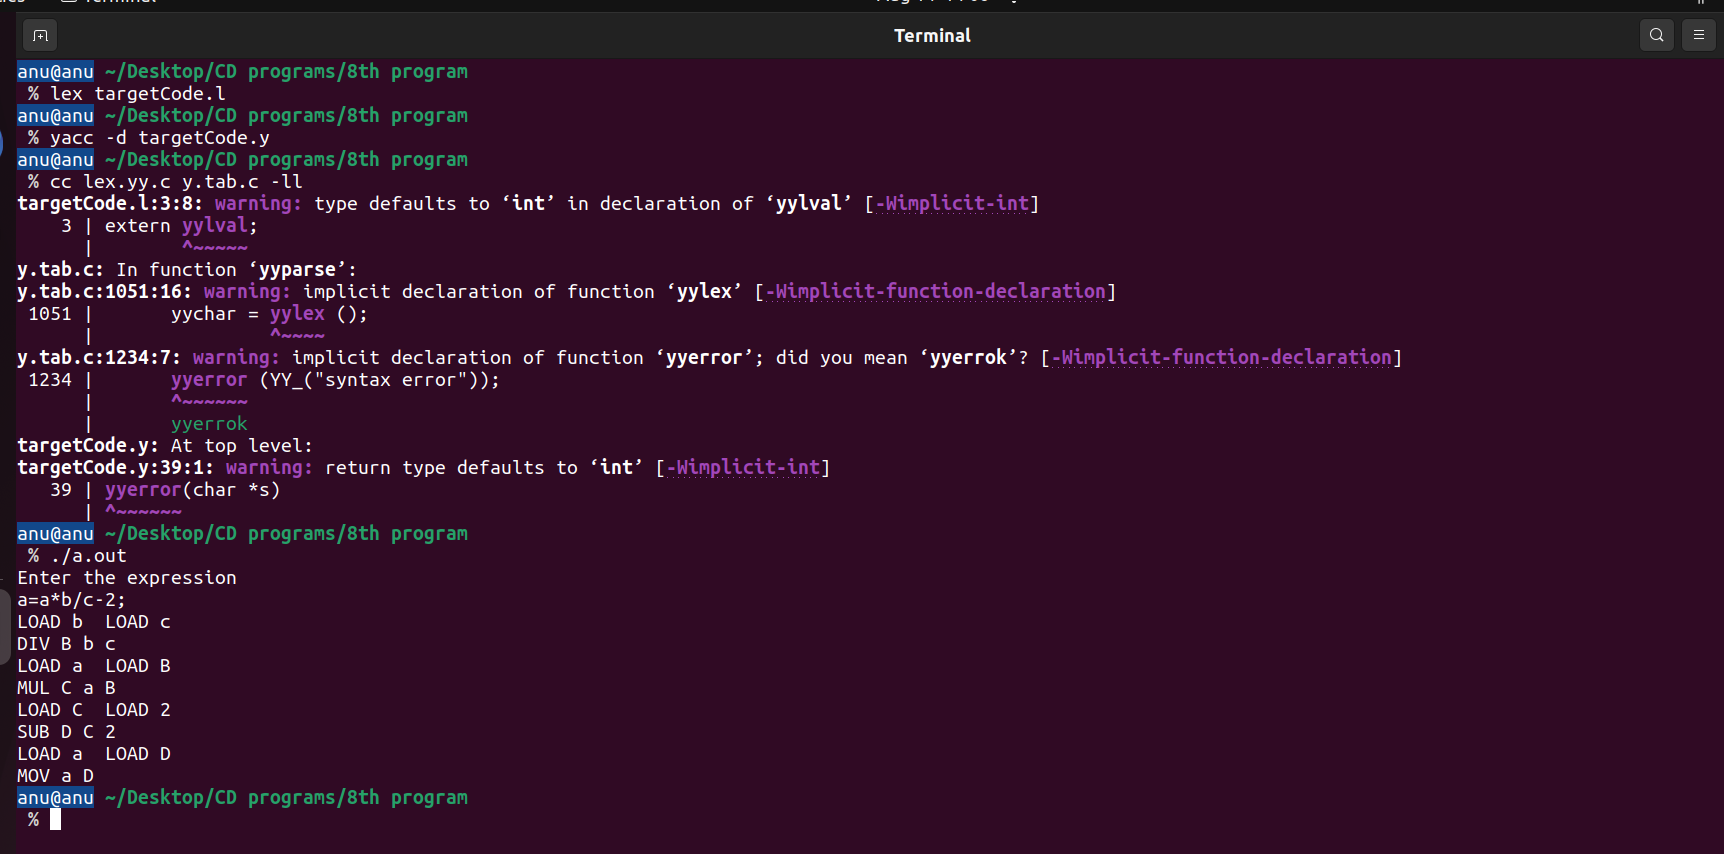 Terminal
Terminal
anu@anu ~/Desktop/CD programs/8th program
% lex targetCode.l
anu@anu ~/Desktop/CD programs/8th program
% yacc -d targetCode.y
anu@anu ~/Desktop/CD programs/8th program
% cc lex.yy.c y.tab.c -ll
targetCode.l:3:8: warning: type defaults to ‘int’ in declaration of ‘yylval’ [-Wimplicit-int]
3 | extern yylval;
| ^~~~~~
y.tab.c: In function ‘yyparse’:
y.tab.c:1051:16: warning: implicit declaration of function ‘yylex’ [-Wimplicit-function-declaration]
1051 | yychar = yylex ();
| ^~~~~
y.tab.c:1234:7: warning: implicit declaration of function ‘yyerror’; did you mean ‘yyerrok’? [-Wimplicit-function-declaration]
1234 | yyerror (YY_("syntax error"));
| ^~~~~~~
| yyerrok
targetCode.y: At top level:
targetCode.y:39:1: warning: return type defaults to ‘int’ [-Wimplicit-int]
39 | yyerror(char *s)
| ^~~~~~~
anu@anu ~/Desktop/CD programs/8th program
% ./a.out
Enter the expression
a=a*b/c-2;
LOAD b LOAD c
DIV B b c
LOAD a LOAD B
MUL C a B
LOAD C LOAD 2
SUB D C 2
LOAD a LOAD D
MOV a D
anu@anu ~/Desktop/CD programs/8th program
%